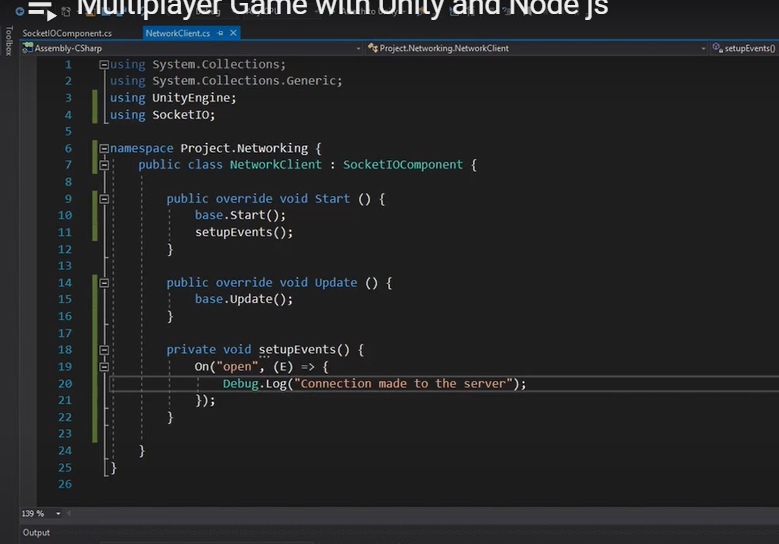 Multiplayer Game with Unity and Node js
Toolbox
SocketIOComponent.cs
NetworkClient.cs
Assembly-CSharp
Project.Networking.NetworkClient
setupEvents()
1 using System.Collections;
2 using System.Collections.Generic;
3 using UnityEngine;
4 using SocketIO;
5
6 namespace Project.Networking {
7 public class NetworkClient : SocketIOComponent {
8
9 public override void Start () {
10 base.Start();
11 setupEvents();
12 }
13
14 public override void Update () {
15 base.Update();
16 }
17
18 private void setupEvents() {
19 On("open", (E) => {
20 Debug.Log("Connection made to the server");
21 });
22 }
23
24 }
25 }
26
139 %
Output